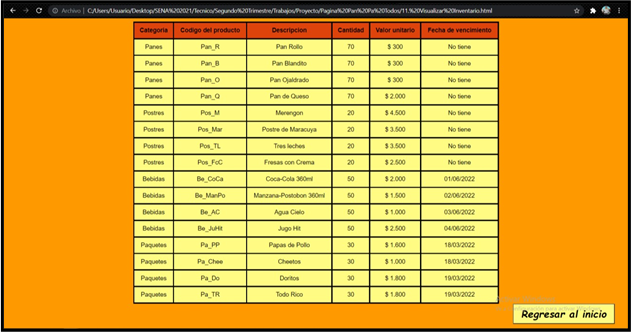 Archivo C:/Users/Usuario/Desktop/SENA%202021/Tecnico/Segundo%20Trimestre/Trabajos/Proyecto/Pagina%20Pan%20Pa%20Todos/11.%20Visualizar%20Inventario.html
Categoria Codigo del producto Descripcion Cantidad Valor unitario Fecha de vencimiento
Panes Pan_R Pan Rollo 70 $ 300 No tiene
Panes Pan_B Pan Blandito 70 $ 300 No tiene
Panes Pan_O Pan Ojaldrado 70 $ 300 No tiene
Panes Pan_Q Pan de Queso 70 $ 2.000 No tiene
Postres Pos_M Merengon 20 $ 4.500 No tiene
Postres Pos_Mar Postre de Maracuya 20 $ 3.500 No tiene
Postres Pos_TL Tres leches 20 $ 3.500 No tiene
Postres Pos_FcC Fresas con Crema 20 $ 2.500 No tiene
Bebidas Be_CoCa Coca-Cola 360ml 50 $ 2.000 01/06/2022
Bebidas Be_ManPo Manzana-Postobon 360ml 50 $ 1.500 02/06/2022
Bebidas Be_AC Agua Cielo 50 $ 1.000 03/06/2022
Bebidas Be_JuHit Jugo Hit 50 $ 2.500 04/06/2022
Paquetes Pa_PP Papas de Pollo 30 $ 1.600 18/03/2022
Paquetes Pa_Chee Cheetos 30 $ 1.000 18/03/2022
Paquetes Pa_Do Doritos 30 $ 1.800 19/03/2022
Paquetes Pa_TR Todo Rico 30 $ 1.800 19/03/2022
Regresar al inicio